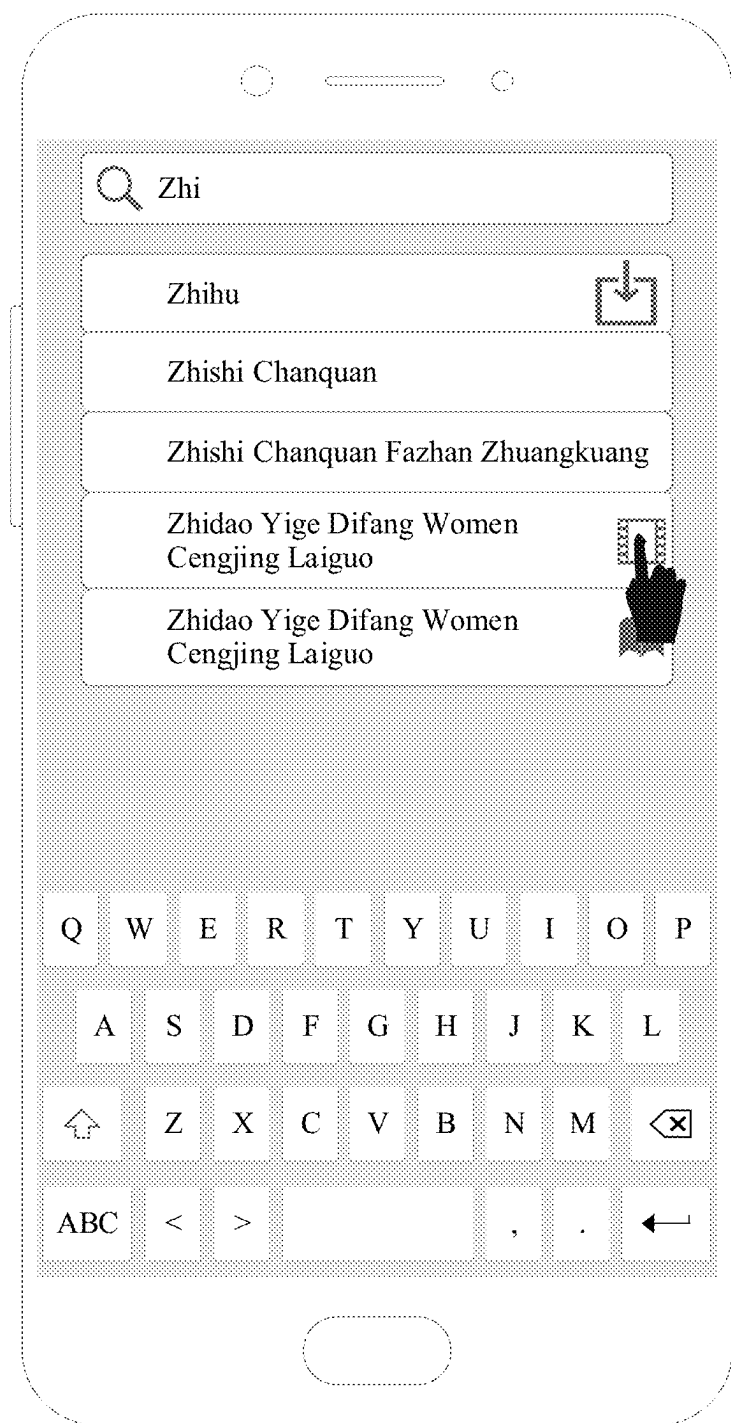 Zhi
Zhihu
Zhishi Chanquan
Zhishi Chanquan Fazhan Zhuangkuang
Zhidao Yige Difang Women
Cengjing Laiguo
Zhidao Yige Difang Women
Cengjing Laiguo
Q W E R T Y U I O P
A S D F G H J K L
Z X C V B N M
ABC < > , .